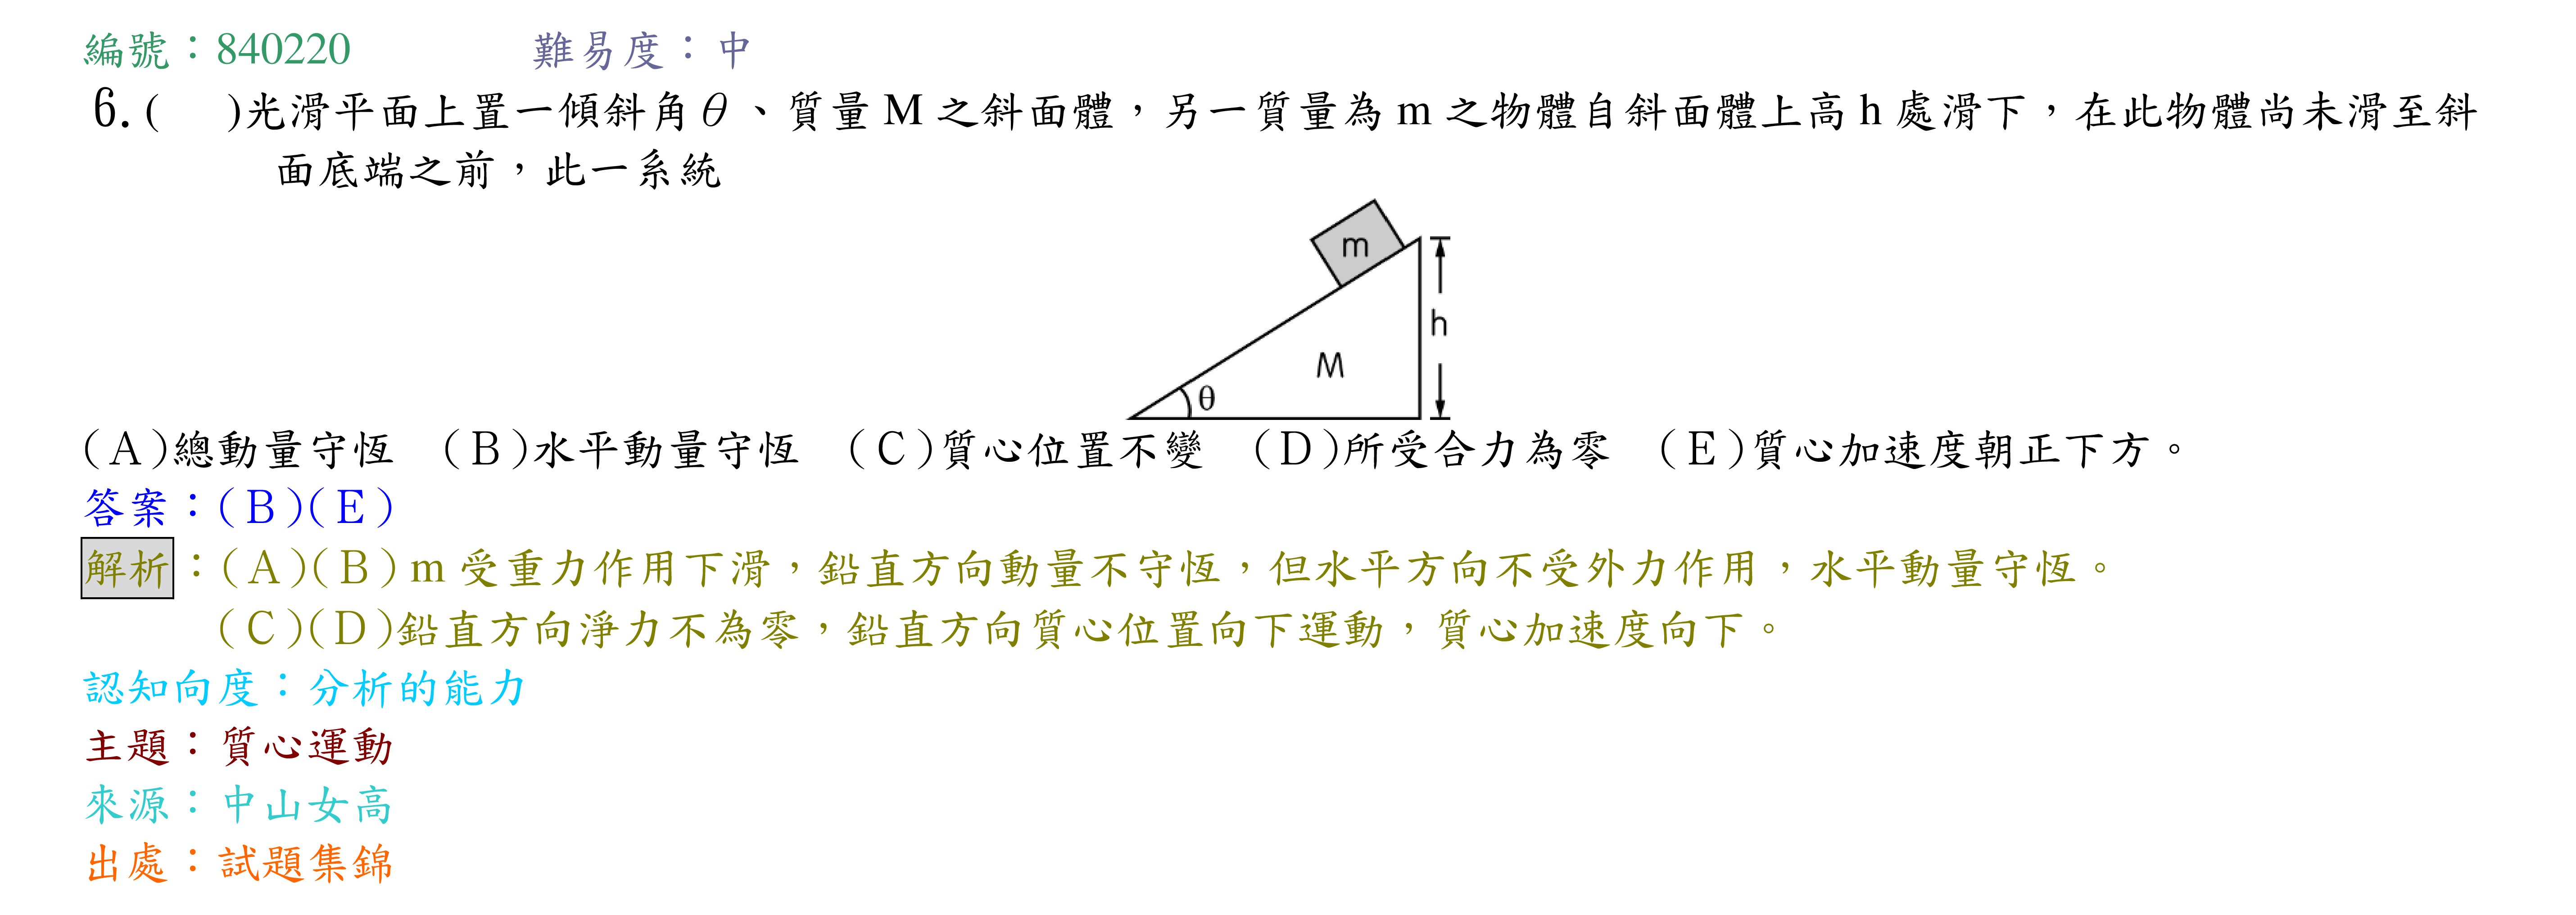 編號：840220 難易度：中
6.( )光滑平面上置一傾斜角θ、質量M之斜面體，另一質量為m之物體自斜面體上高h處滑下，在此物體尚未滑至斜
面底端之前，此一系統
m
h
M
θ
(A)總動量守恆 (B)水平動量守恆 (C)質心位置不變 (D)所受合力為零 (E)質心加速度朝正下方。
答案：(B)(E)
解析：(A)(B)m受重力作用下滑，鉛直方向動量不守恆，但水平方向不受外力作用，水平動量守恆。
(C)(D)鉛直方向淨力不為零，鉛直方向質心位置向下運動，質心加速度向下。
認知向度：分析的能力
主題：質心運動
來源：中山女高
出處：試題集錦